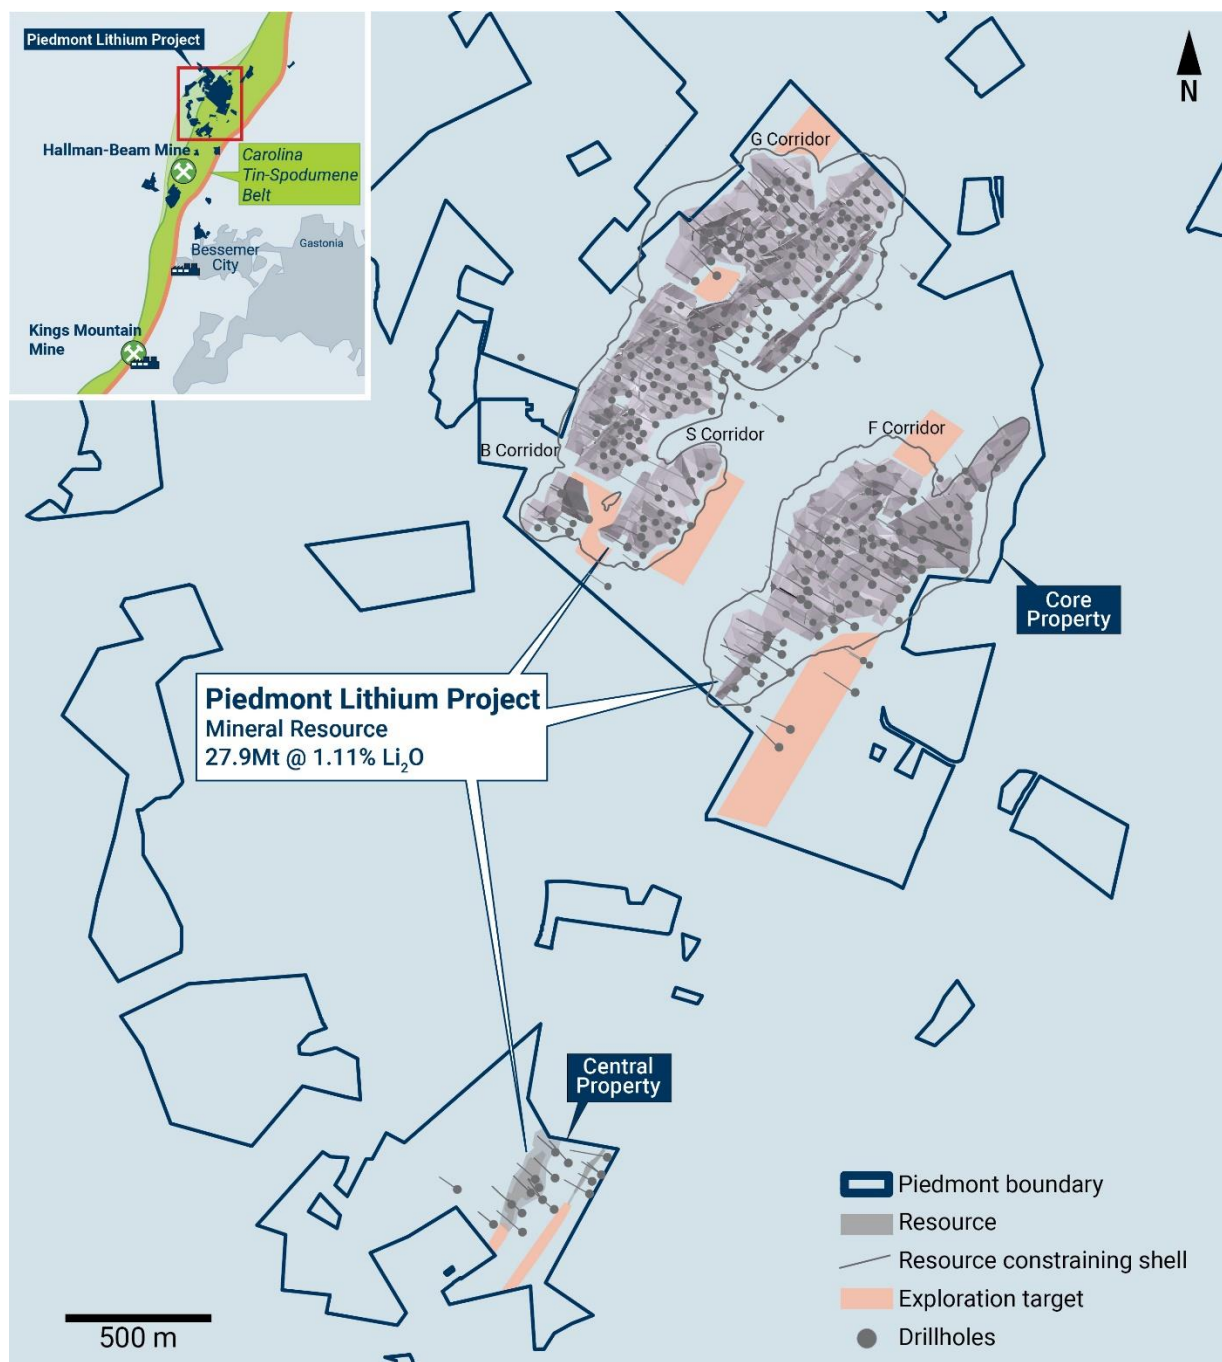 Piedmont Lithium Project
Hallman-Beam Mine
Carolina
Tin-Spodumene
Belt
Bessemer
City
Gastonia
Kings Mountain
Mine
N
G Corridor
B Corridor
S Corridor
F Corridor
Core
Property
Piedmont Lithium Project
Mineral Resource
27.9Mt @ 1.11% Li₂O
Central
Property
Piedmont boundary
Resource
Resource constraining shell
Exploration target
Drillholes
500 m